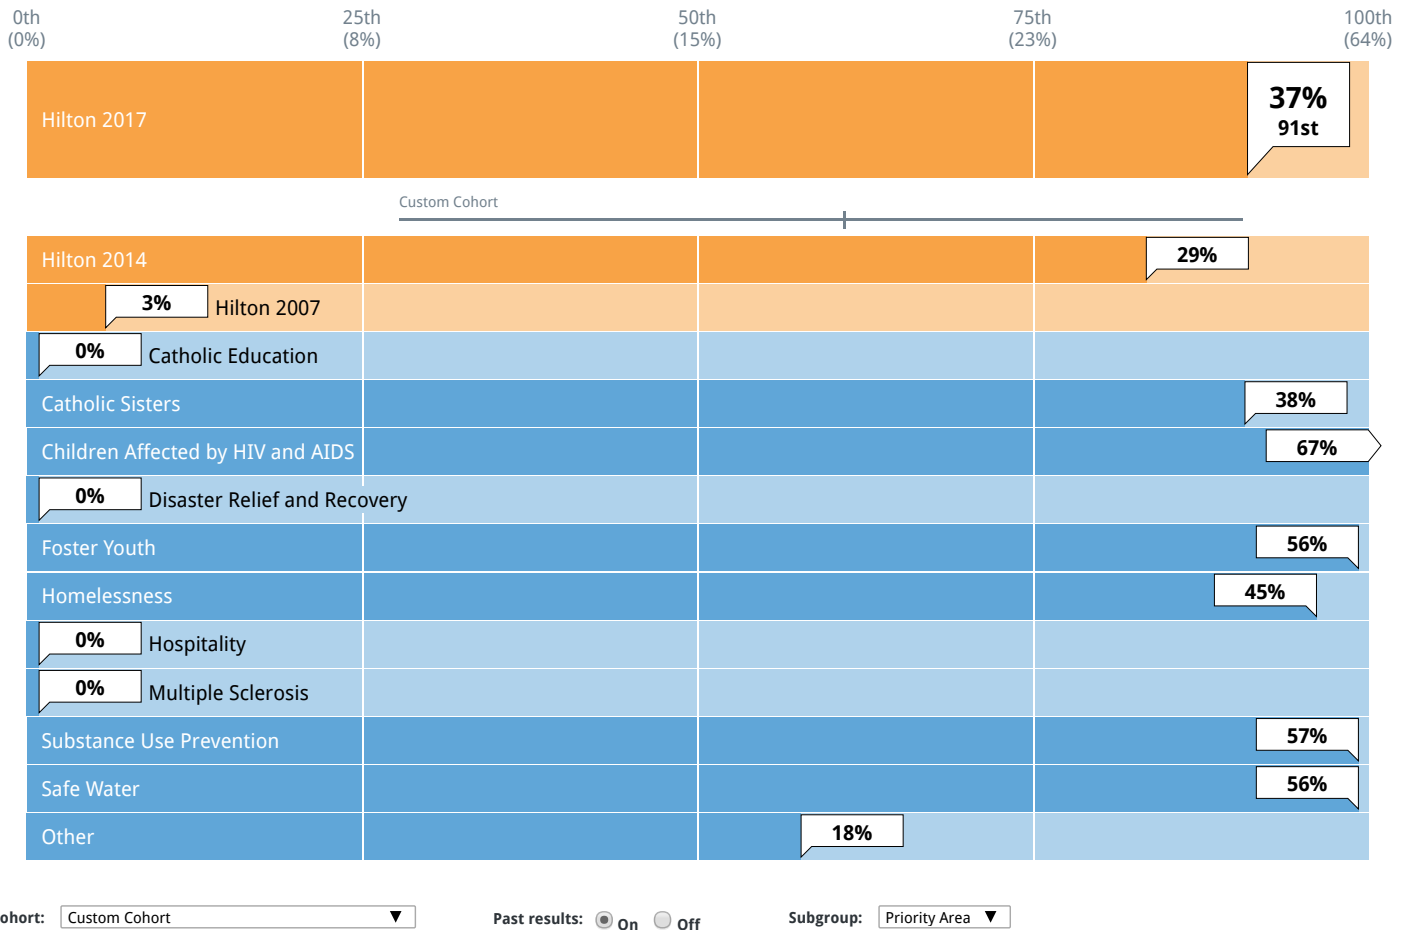 0th 25th 50th 75th 100th
(0%) (8%) (15%) (23%) (64%)
37%
Hilton 2017
91st
Custom Cohort
Hilton 2014 29%
3% Hilton 2007
0% Catholic Education
Catholic Sisters 38%
Children Affected by HIV and AIDS 67%
0% Disaster Relief and Recovery
Foster Youth 56%
Homelessness 45%
0% Hospitality
0% Multiple Sclerosis
Substance Use Prevention 57%
Safe Water 56%
Other 18%
ohort: Custom Cohort Past results: On Off Subgroup: Priority Area